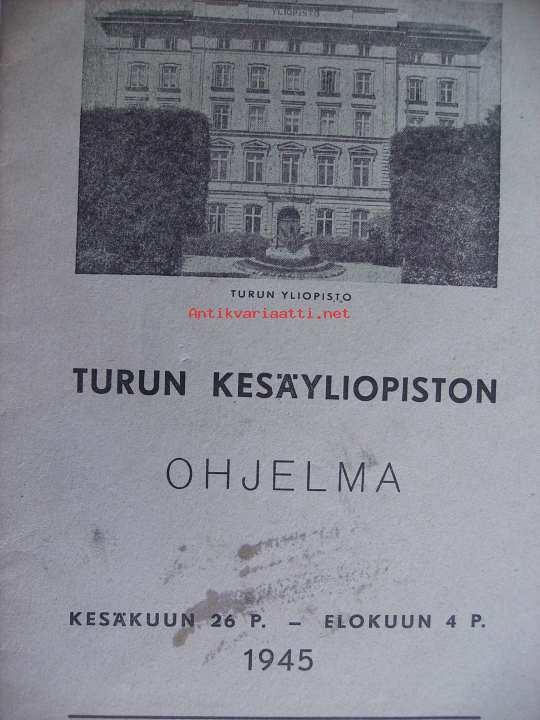 YLIOPISTO
TURUN YLIOPISTO
Antikvariaatti.net
TURUN KESÄYLIOPISTON
OHJELMA
KESÄKUUN 26 P. – ELOKUUN 4 P.
1945